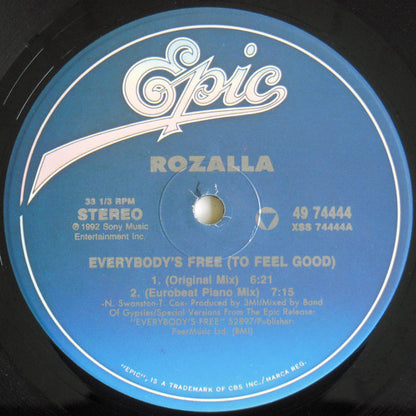 Epic
ROZALLA
33 1/3 RPM
STEREO
℗ 1992 Sony Music
Entertainment Inc.
49 74444
XSS 74444A
EVERYBODY'S FREE (TO FEEL GOOD)
1. (Original Mix) 6:21
2. (Eurobeat Piano Mix) 7:15
-N. Swanston-T. Cox- Produced by 3MI/Mixed by Band
Of Gypsies/Special Versions From The Epic Release:
"EVERYBODY'S FREE" 52897/Publisher:
PeerMusic Ltd. (BMI)
"EPIC", IS A TRADEMARK OF CBS INC./MARCA REG.